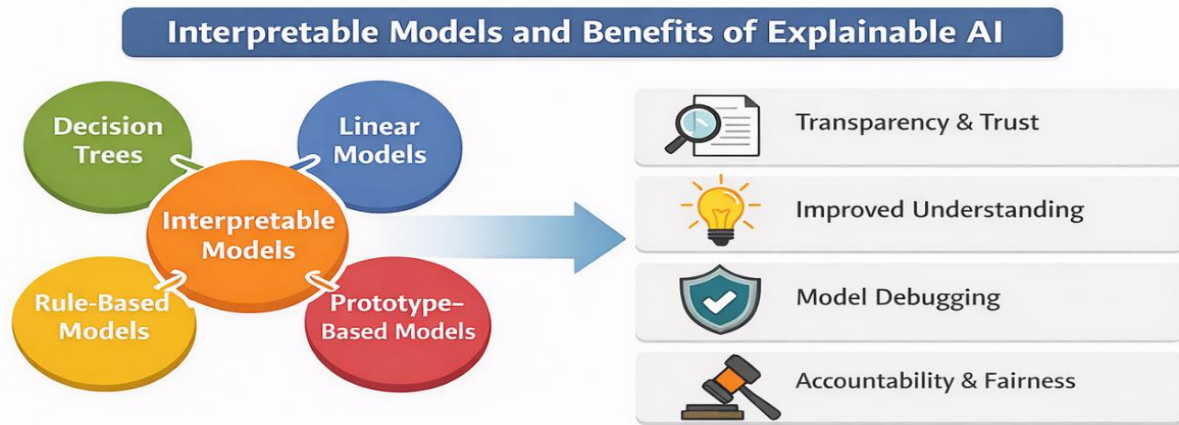 Interpretable Models and Benefits of Explainable AI
Decision
Trees
Linear
Models
Interpretable
Models
Rule-Based
Models
Prototype-
Based Models
Transparency & Trust
Improved Understanding
Model Debugging
Accountability & Fairness